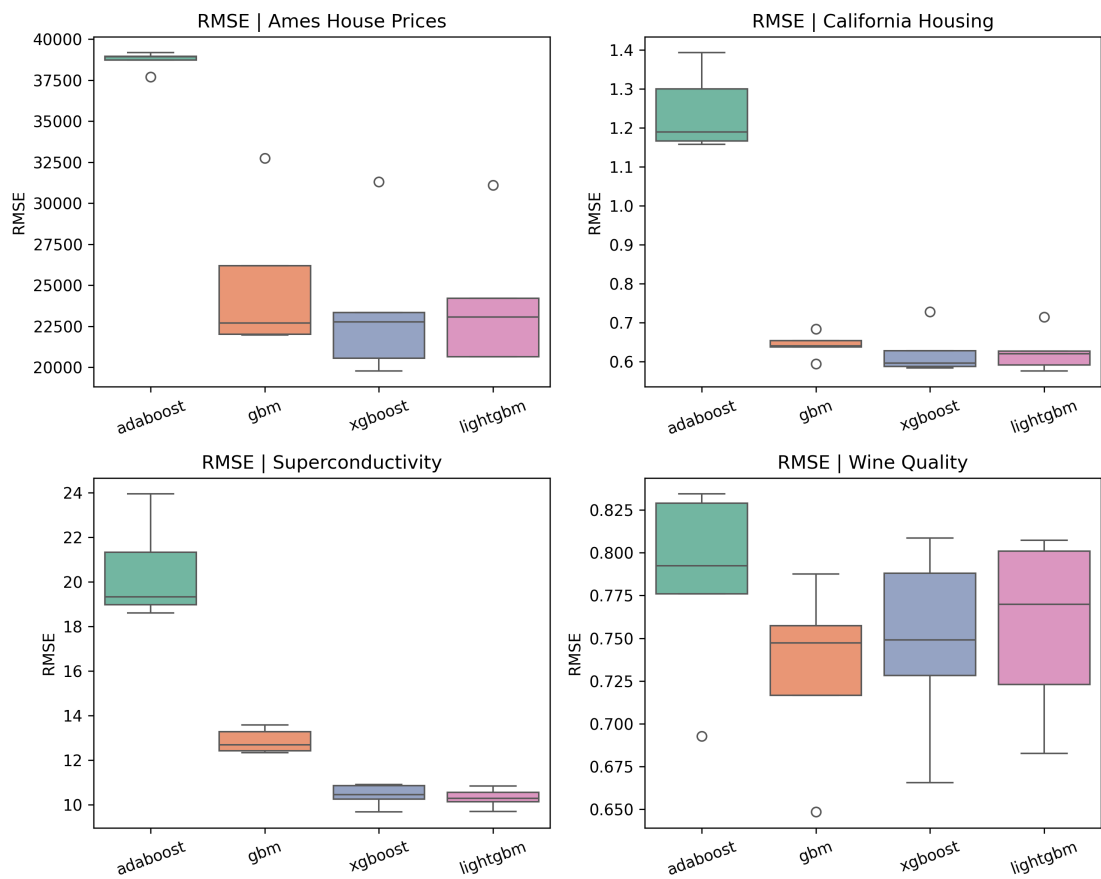 RMSE | Ames House Prices
RMSE
40000
37500
35000
32500
30000
27500
25000
22500
20000
adaboost
gbm
xgboost
lightgbm
RMSE | California Housing
RMSE
1.4
1.3
1.2
1.1
1.0
0.9
0.8
0.7
0.6
adaboost
gbm
xgboost
lightgbm
RMSE | Superconductivity
RMSE
24
22
20
18
16
14
12
10
adaboost
gbm
xgboost
lightgbm
RMSE | Wine Quality
RMSE
0.825
0.800
0.775
0.750
0.725
0.700
0.675
0.650
adaboost
gbm
xgboost
lightgbm